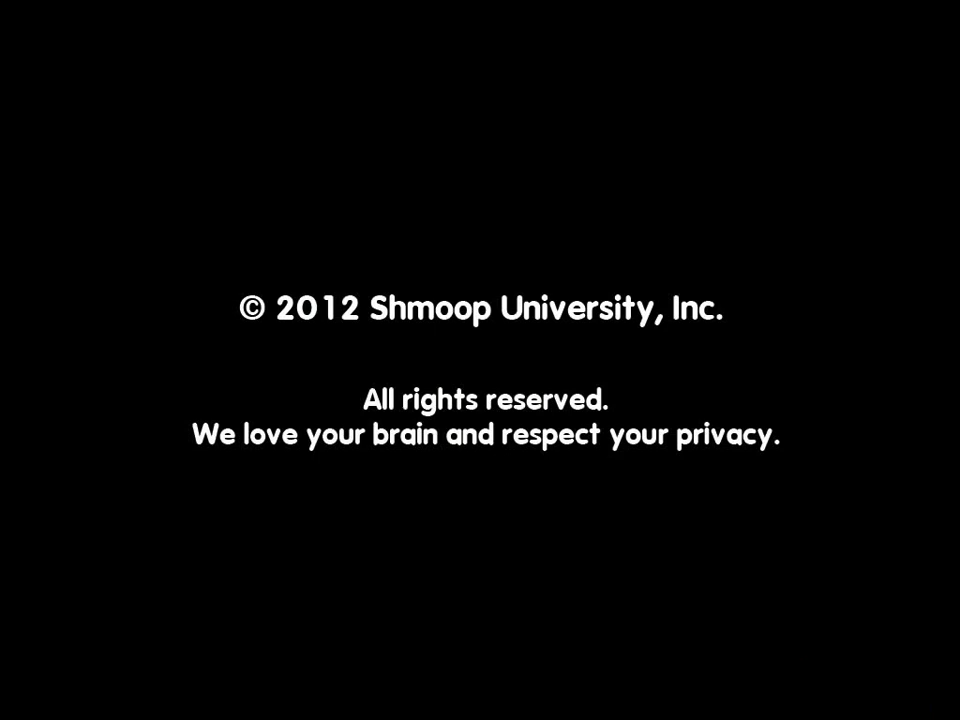 © 2012 Shmoop University, Inc.
All rights reserved.
We love your brain and respect your privacy.